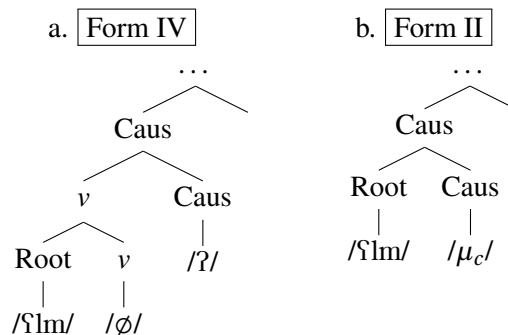 a. Form IV b. Form II
... ...
Caus Caus
v Caus Root Caus
Root v /ʔ/ /ʕlm/ /μc/
/ʕlm/ /ø/